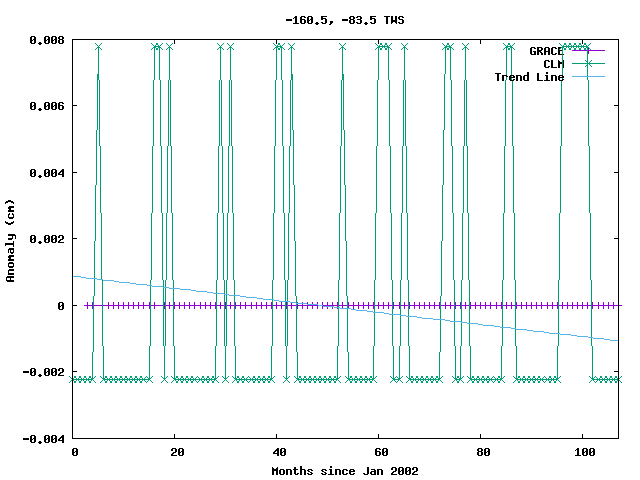 -160.5, -83.5 TWS
GRACE
CLM
Trend Line
0.008
0.006
0.004
0.002
0
-0.002
-0.004
Anomaly (cm)
0 20 40 60 80 100
Months since Jan 2002